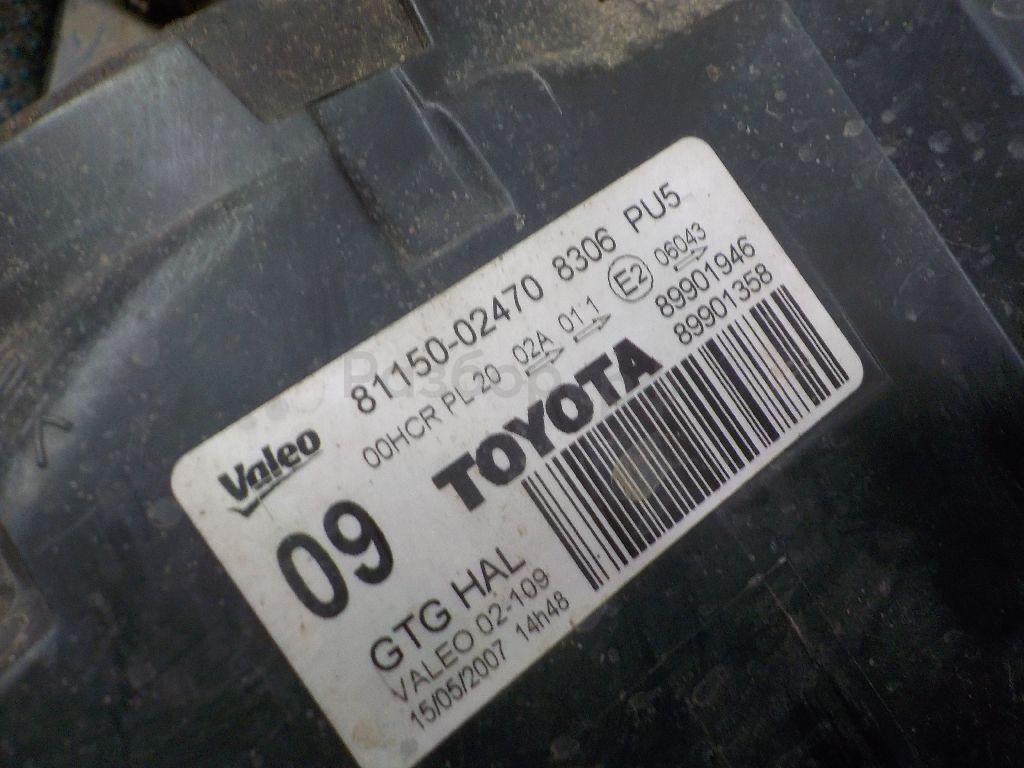 81150-02470 8306 PU5
Valeo
00HCR PL 20 02A 01 1 E2 06043
09
TOYOTA
89901946
89901358
GTG HAL
VALEO 02-109
15/05/2007 14h48
Разбор